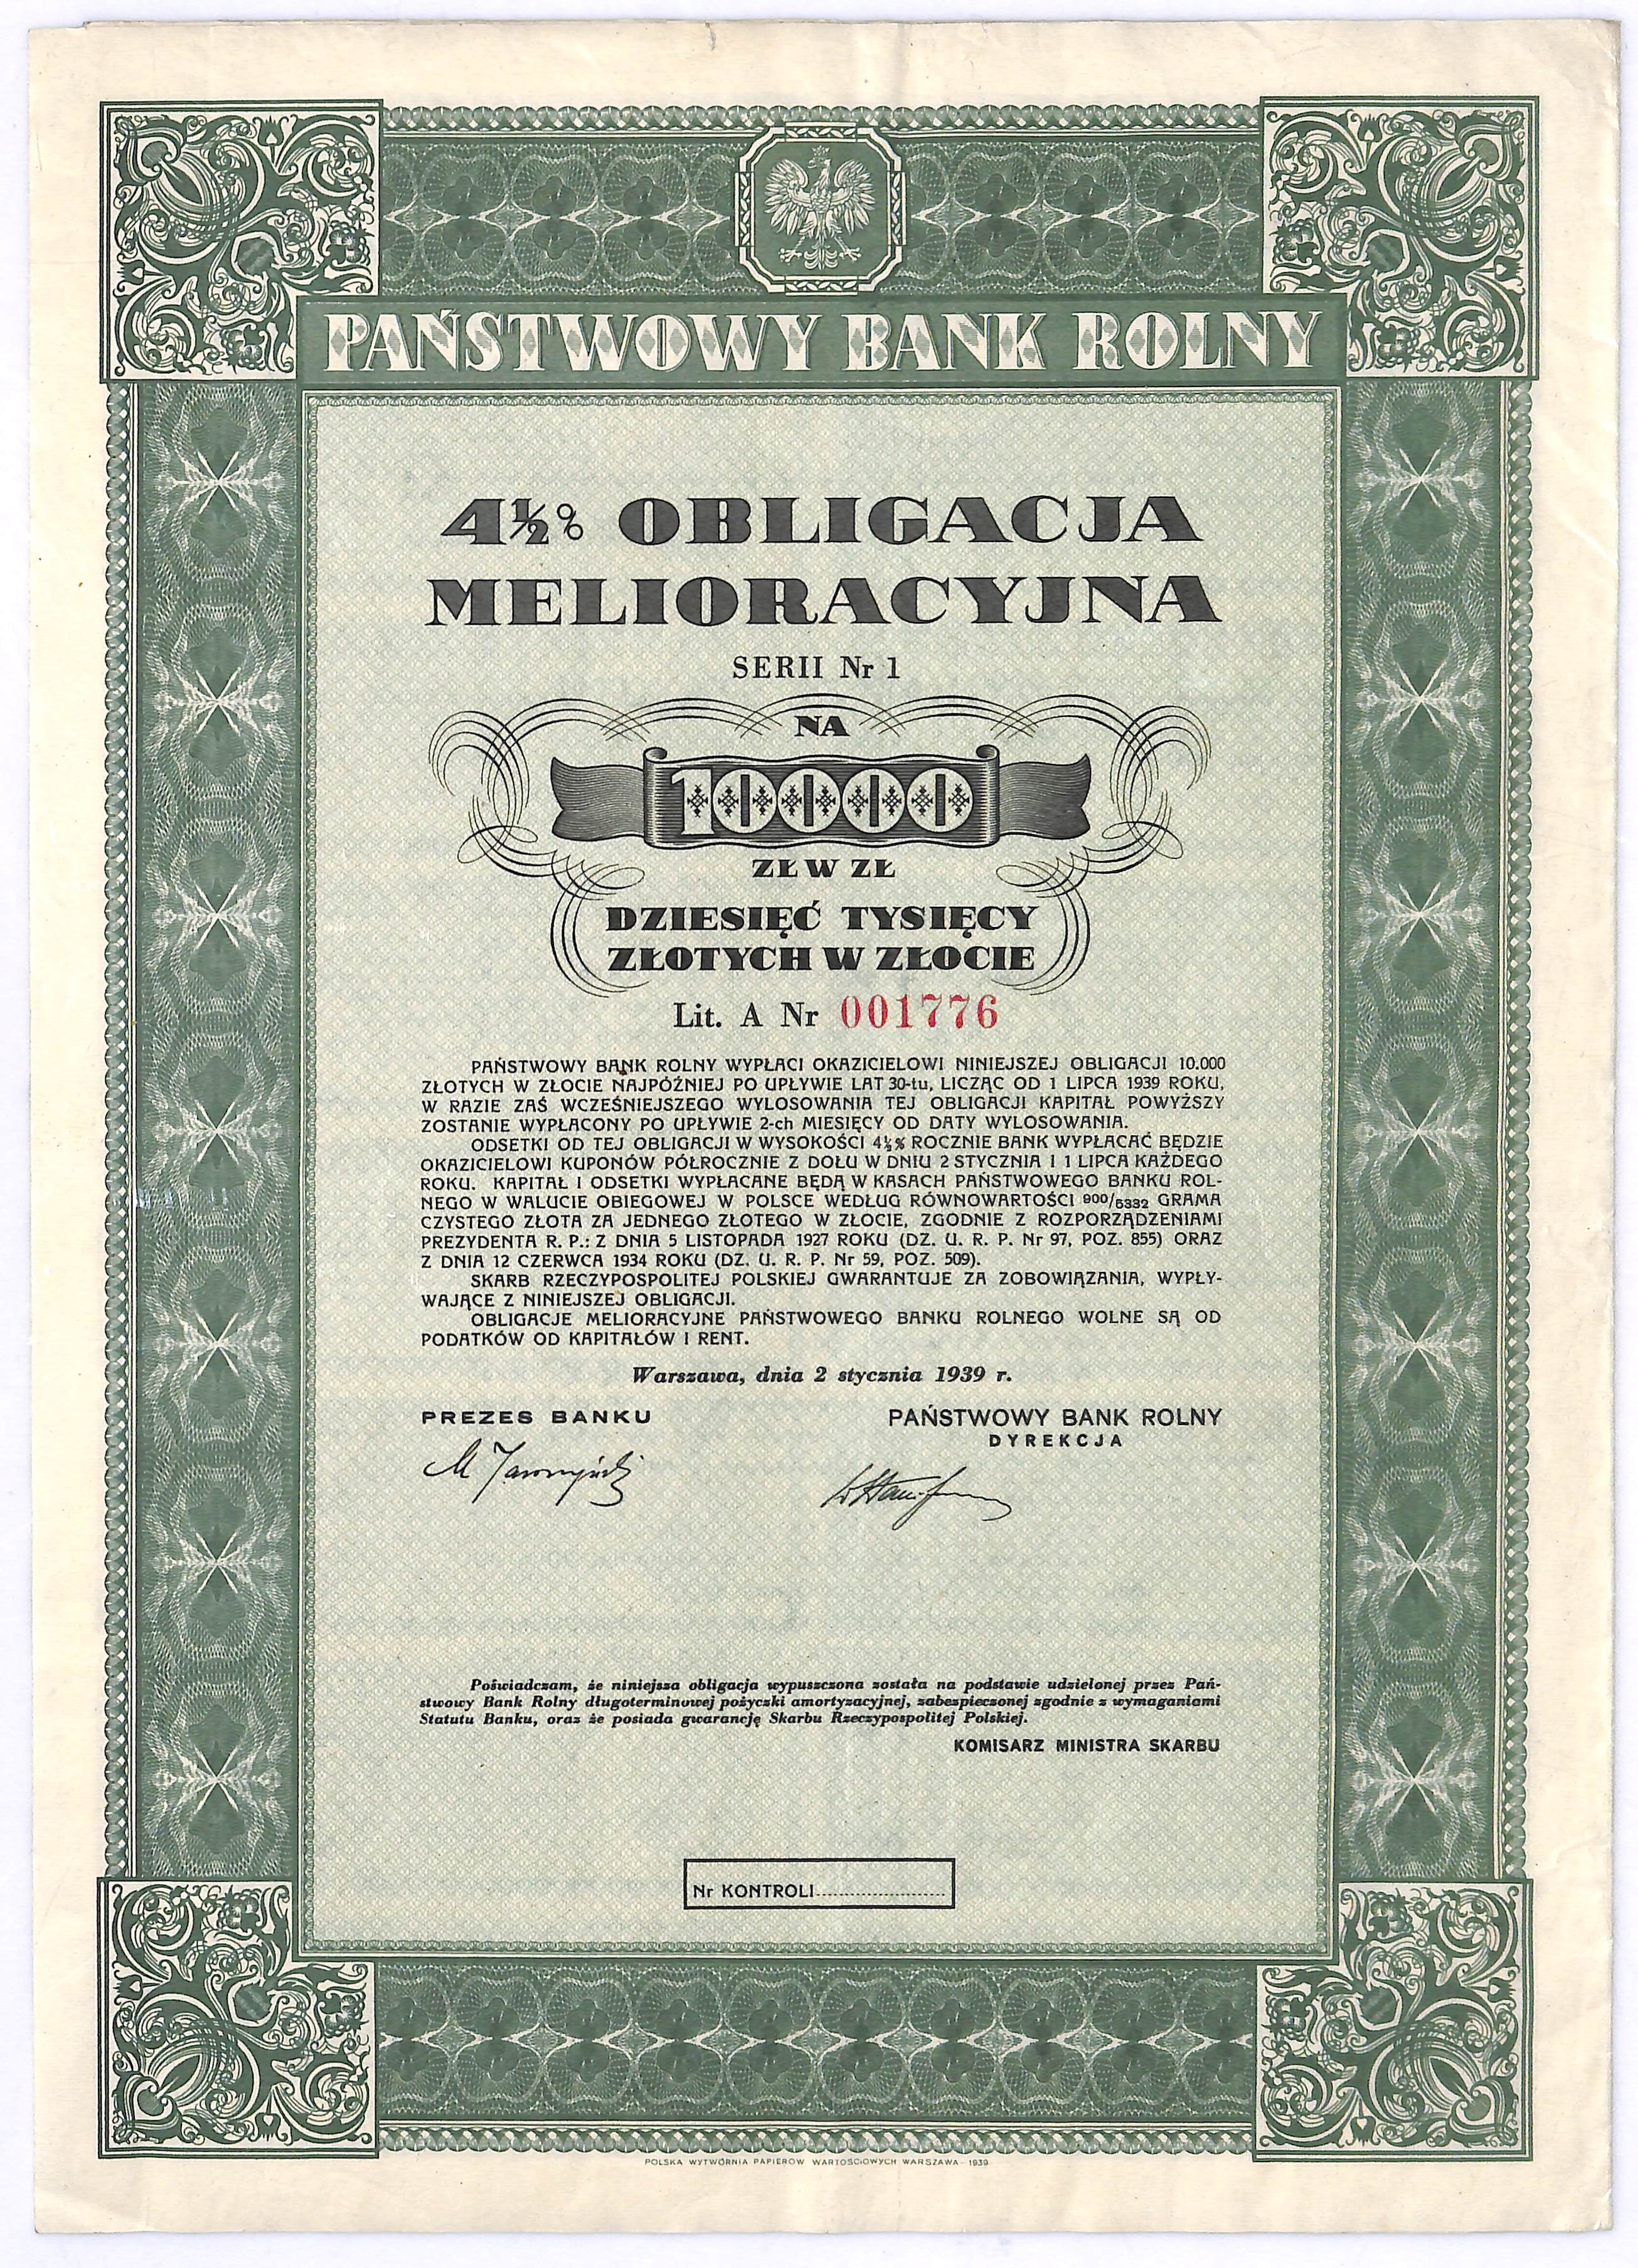 PAŃSTWOWY BANK ROLNY
4½% OBLIGACJA
MELIORACYJNA
SERII Nr 1
NA
10000
ZŁ W ZŁ
DZIESIĘĆ TYSIĘCY
ZŁOTYCH W ZŁOCIE
Lit. A Nr 001776
PAŃSTWOWY BANK ROLNY WYPŁACI OKAZICIELOWI NINIEJSZEJ OBLIGACJI 10.000
ZŁOTYCH W ZŁOCIE NAJPÓŹNIEJ PO UPŁYWIE LAT 30-tu, LICZĄC OD 1 LIPCA 1939 ROKU,
W RAZIE ZAŚ WCZEŚNIEJSZEGO WYLOSOWANIA TEJ OBLIGACJI KAPITAŁ POWYŻSZY
ZOSTANIE WYPŁACONY PO UPŁYWIE 2-ch MIESIĘCY OD DATY WYLOSOWANIA.
ODSETKI OD TEJ OBLIGACJI W WYSOKOŚCI 4½% ROCZNIE BANK WYPŁACAĆ BĘDZIE
OKAZICIELOWI KUPONÓW PÓŁROCZNIE Z DOŁU W DNIU 2 STYCZNIA I 1 LIPCA KAŻDEGO
ROKU. KAPITAŁ I ODSETKI WYPŁACANE BĘDĄ W KASACH PAŃSTWOWEGO BANKU ROL-
NEGO W WALUCIE OBIEGOWEJ W POLSCE WEDŁUG RÓWNOWARTOŚCI 900/5332 GRAMA
CZYSTEGO ZŁOTA ZA JEDNEGO ZŁOTEGO W ZŁOCIE, ZGODNIE Z ROZPORZĄDZENIAMI
PREZYDENTA R. P.: Z DNIA 5 LISTOPADA 1927 ROKU (DZ. U. R. P. Nr 97, POZ. 855) ORAZ
Z DNIA 12 CZERWCA 1934 ROKU (DZ. U. R. P. Nr 59, POZ. 509).
SKARB RZECZYPOSPOLITEJ POLSKIEJ GWARANTUJE ZA ZOBOWIĄZANIA, WYPŁY-
WAJĄCE Z NINIEJSZEJ OBLIGACJI.
OBLIGACJE MELIORACYJNE PAŃSTWOWEGO BANKU ROLNEGO WOLNE SĄ OD
PODATKÓW OD KAPITAŁÓW I RENT.
Warszawa, dnia 2 stycznia 1939 r.
PREZES BANKU
PAŃSTWOWY BANK ROLNY
DYREKCJA
Poświadczam, że niniejsza obligacja wypuszczona została na podstawie udzielonej przez Pań-
stwowy Bank Rolny długoterminowej pożyczki amortyzacyjnej, zabezpieczonej zgodnie z wymaganiami
Statutu Banku, oraz że posiada gwarancję Skarbu Rzeczypospolitej Polskiej.
KOMISARZ MINISTRA SKARBU
Nr KONTROLI........................
POLSKA WYTWÓRNIA PAPIERÓW WARTOŚCIOWYCH WARSZAWA - 1939